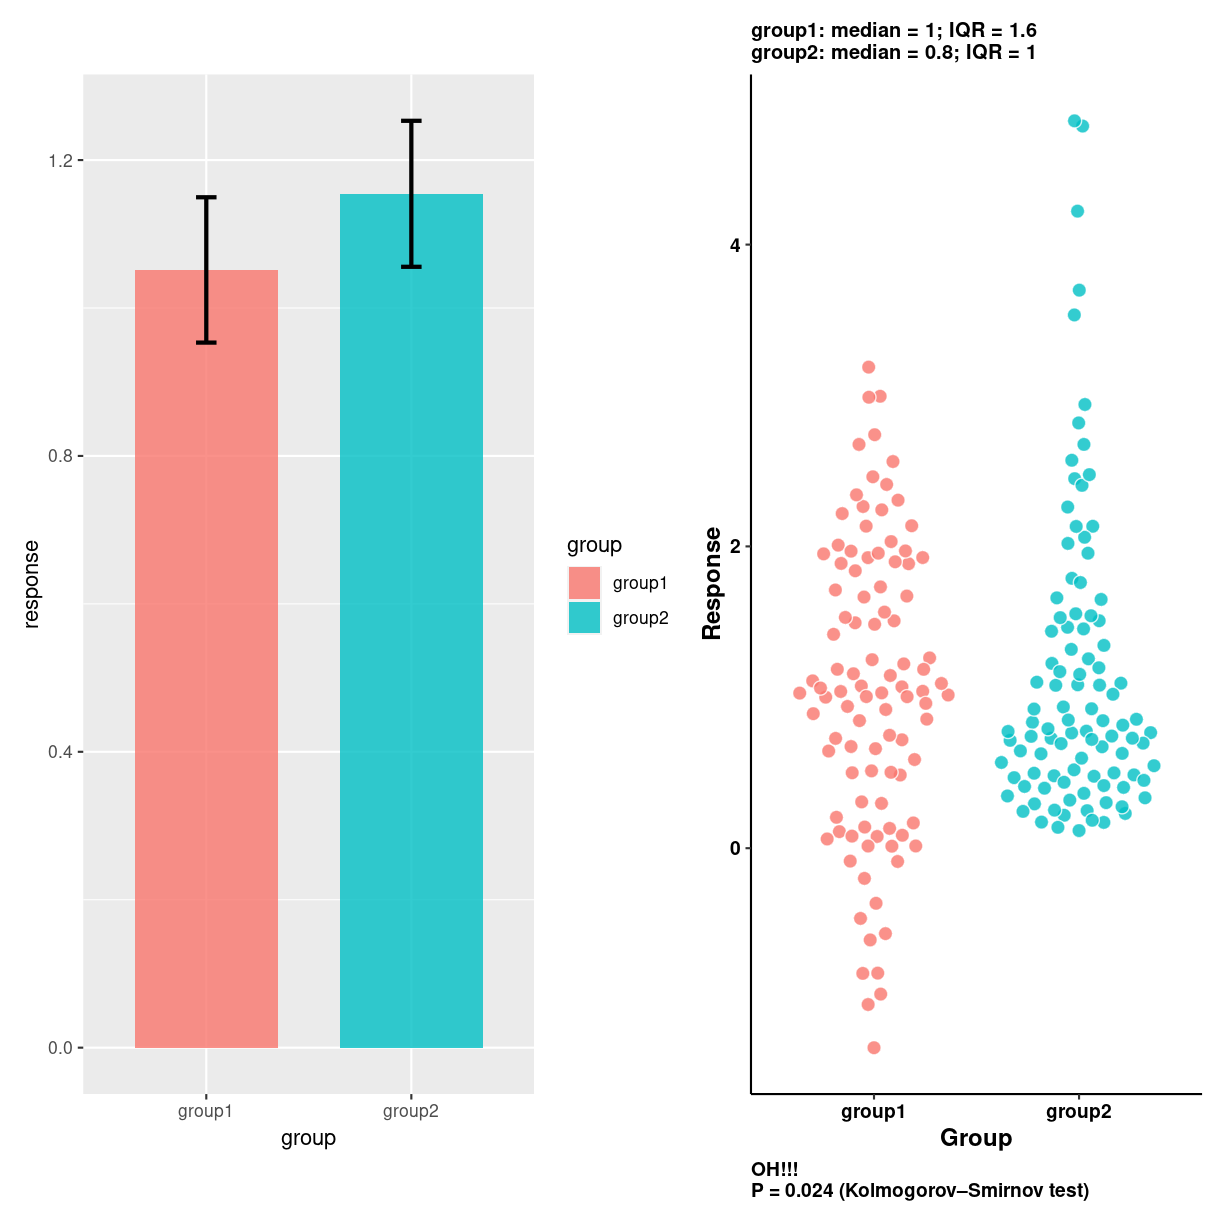 1.2
0.8
0.4
0.0
response
group1
group2
group
group
group1
group2
group1: median = 1; IQR = 1.6
group2: median = 0.8; IQR = 1
4
2
0
Response
group1
group2
Group
OH!!!
P = 0.024 (Kolmogorov–Smirnov test)